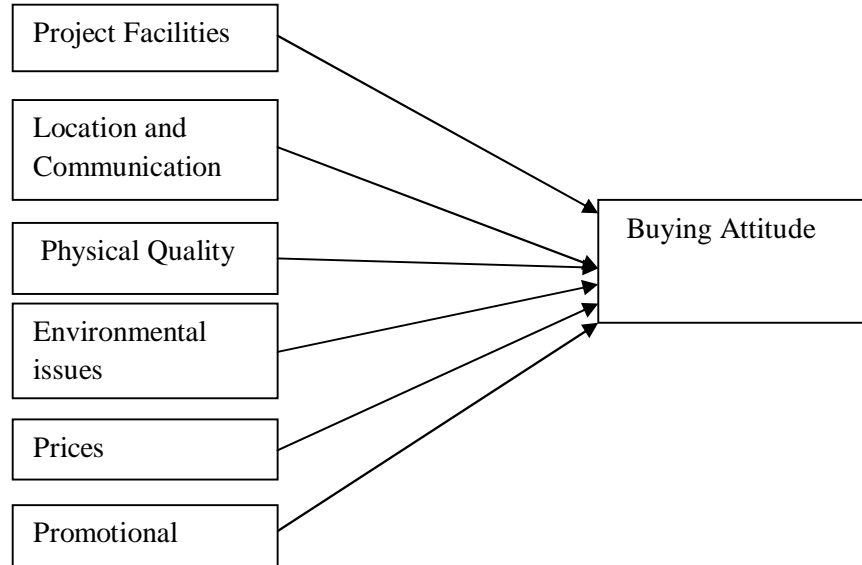 Project Facilities
Location and
Communication
Physical Quality
Environmental
issues
Prices
Promotional
Buying Attitude